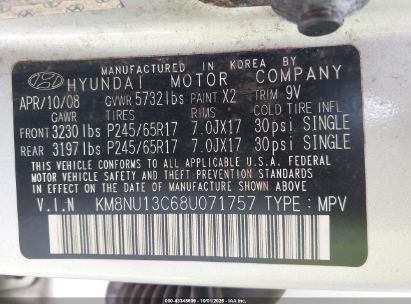 MANUFACTURED IN KOREA BY
HYUNDAI MOTOR COMPANY
APR/10/08 GVWR 5732lbs PAINT X2 TRIM 9V
GAWR TIRES RIMS COLD TIRE INFL
FRONT 3230 lbs P245/65R17 7.0JX17 30psi SINGLE
REAR 3197 lbs P245/65R17 7.0JX17 30psi SINGLE
THIS VEHICLE CONFORMS TO ALL APPLICABLE U.S.A. FEDERAL
MOTOR VEHICLE SAFETY AND THEFT PREVENTION STANDARDS
IN EFFECT ON THE DATE OF MANUFACTURE SHOWN ABOVE.
V.I.N KM8NU13C68U071757 TYPE: MPV